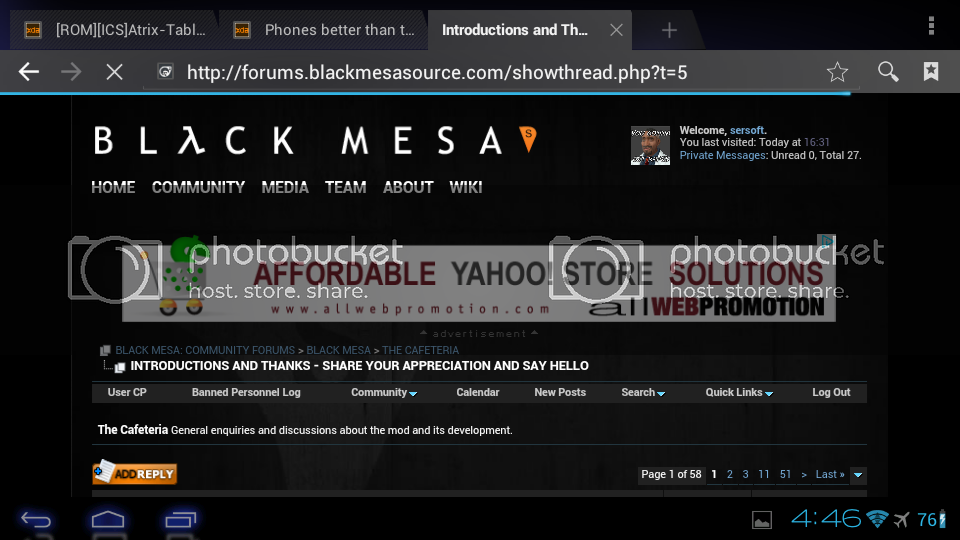 [ROM][ICS]Atrix-Tabl...
Phones better than t...
Introductions and Th...
http://forums.blackmesasource.com/showthread.php?t=5
BLΛCK MESA S
Welcome, sersoft.
You last visited: Today at 16:31
Private Messages: Unread 0, Total 27.
HOME COMMUNITY MEDIA TEAM ABOUT WIKI
photobucket photobucket
AFFORDABLE YAHOO! STORE SOLUTIONS
host. store. share. host. store. share.
www.allwebpromotion.com allWEBPROMOTION
advertisement
BLACK MESA: COMMUNITY FORUMS > BLACK MESA > THE CAFETERIA
INTRODUCTIONS AND THANKS - SHARE YOUR APPRECIATION AND SAY HELLO
User CP Banned Personnel Log Community Calendar New Posts Search Quick Links Log Out
The Cafeteria General enquiries and discussions about the mod and its development.
ADD REPLY
Page 1 of 58 1 2 3 11 51 > Last »
4:46 76